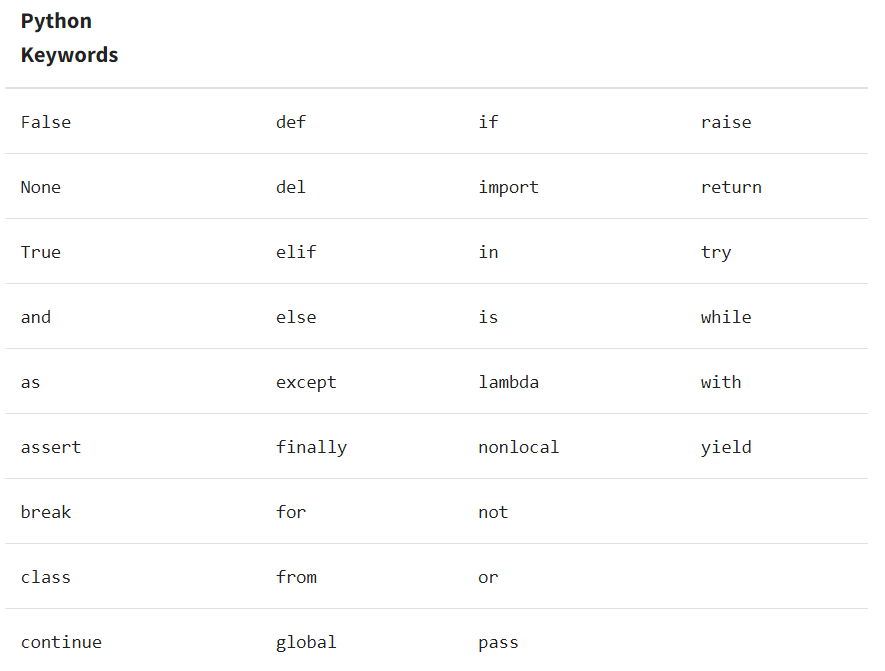 Python
Keywords
False def if raise
None del import return
True elif in try
and else is while
as except lambda with
assert finally nonlocal yield
break for not
class from or
continue global pass